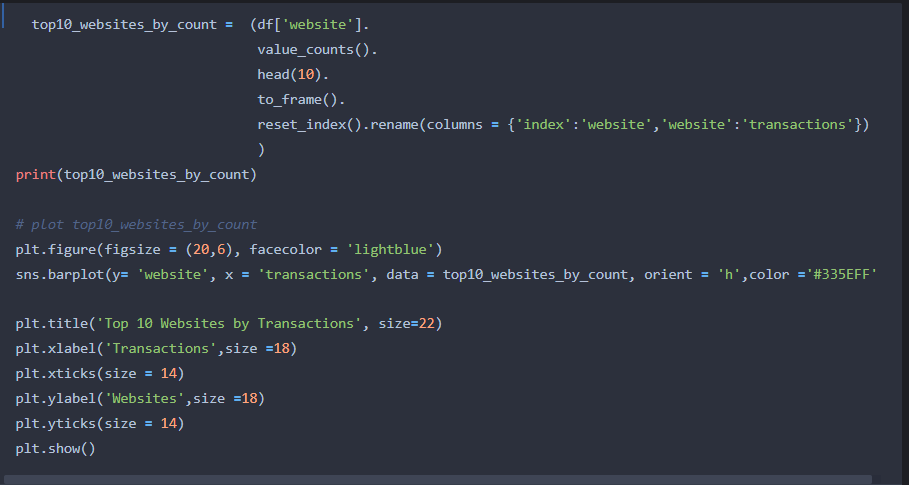 top10_websites_by_count =  (df['website'].
value_counts().
head(10).
to_frame().
reset_index().rename(columns = {'index':'website','website':'transactions'})
)
print(top10_websites_by_count)
# plot top10_websites_by_count
plt.figure(figsize = (20,6), facecolor = 'lightblue')
sns.barplot(y= 'website', x = 'transactions', data = top10_websites_by_count, orient = 'h',color ='#335EFF'
plt.title('Top 10 Websites by Transactions', size=22)
plt.xlabel('Transactions',size =18)
plt.xticks(size = 14)
plt.ylabel('Websites',size =18)
plt.yticks(size = 14)
plt.show()